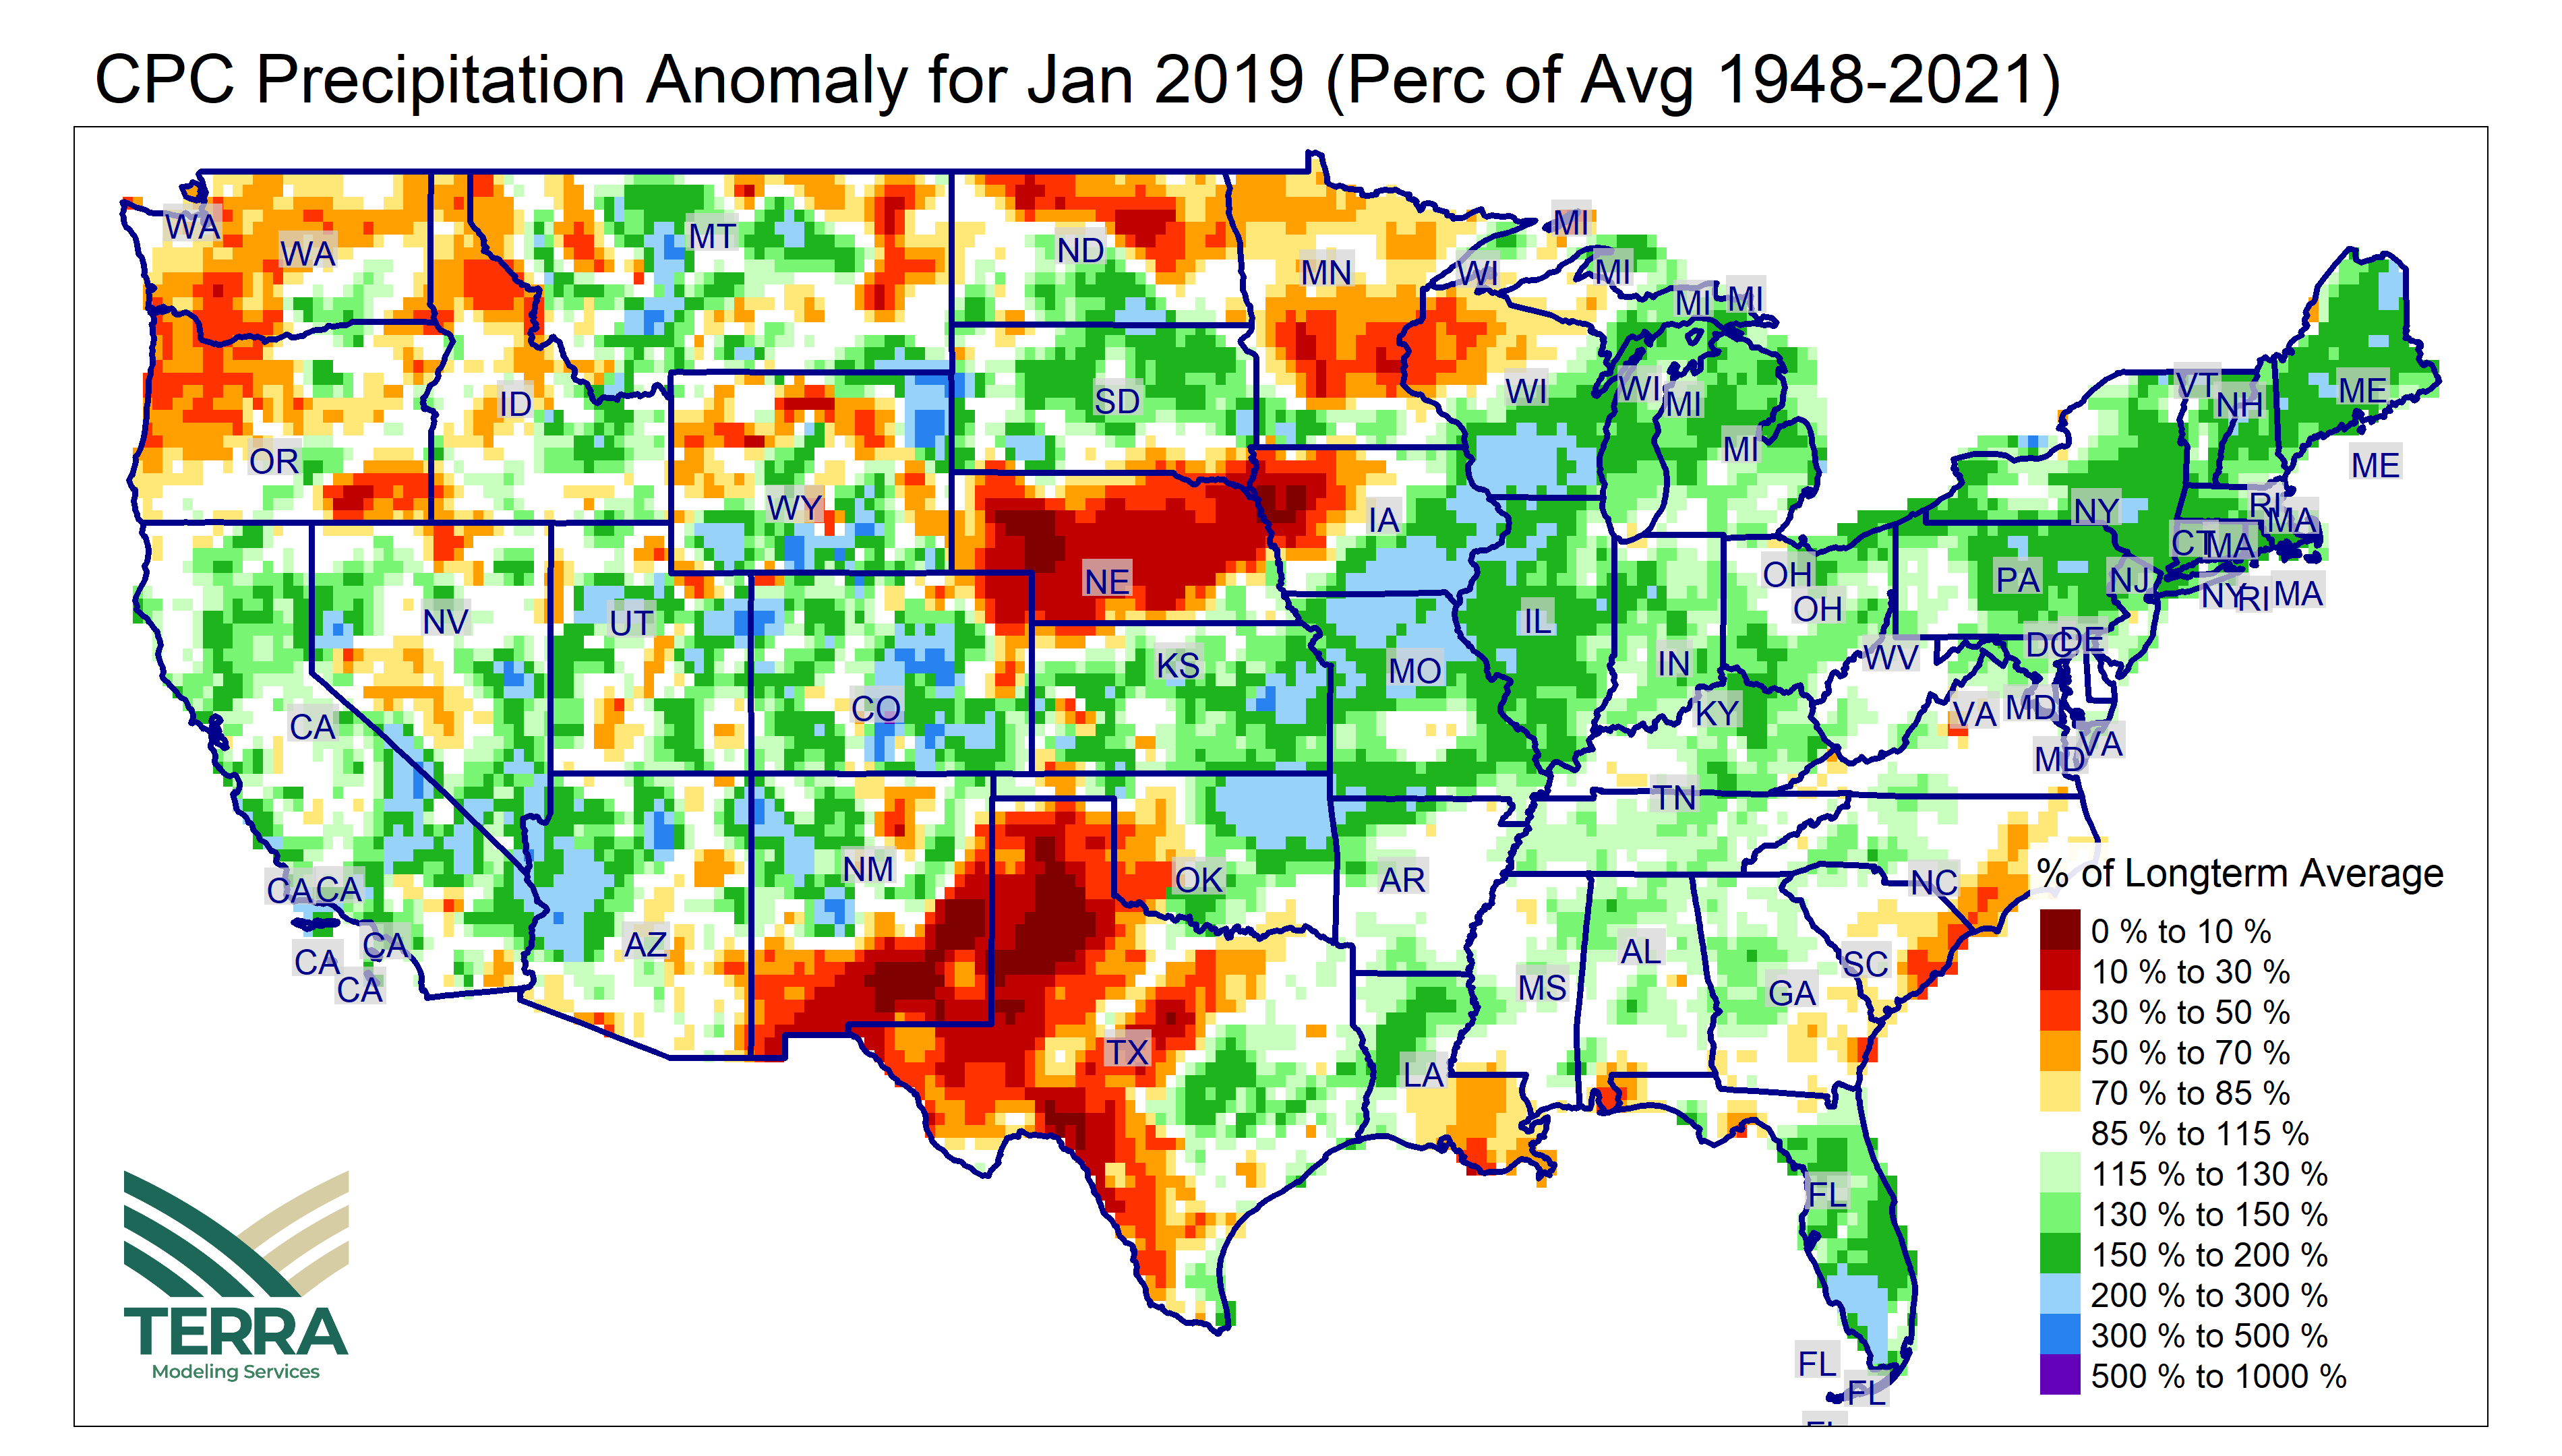 CPC Precipitation Anomaly for Jan 2019 (Perc of Avg 1948-2021)
WA
WA
MT
ND
MN
MI
WI
MI
MI
MI
OR
ID
SD
WI
WI
MI
MI
VT
NH
ME
ME
WY
NE
IA
NY
RI
MA
CT
MA
NV
UT
CO
KS
MO
IL
IN
OH
OH
PA
NJ
NY
RI
MA
CA
WV
DC
DE
KY
VA
MD
VA
MD
TN
CA
CA
CA
CA
CA
AZ
NM
OK
AR
NC
MS
AL
GA
SC
TX
LA
FL
FL
FL
FL
% of Longterm Average
0 % to 10 %
10 % to 30 %
30 % to 50 %
50 % to 70 %
70 % to 85 %
85 % to 115 %
115 % to 130 %
130 % to 150 %
150 % to 200 %
200 % to 300 %
300 % to 500 %
500 % to 1000 %
TERRA
Modeling Services